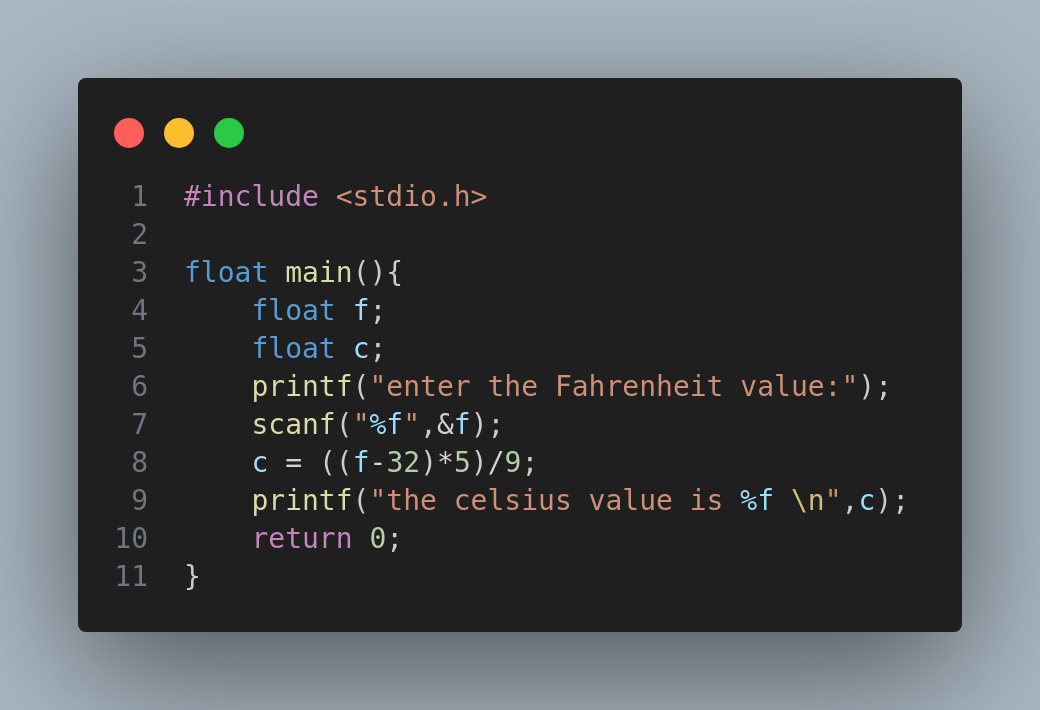 1 #include <stdio.h>
2
3 float main(){
4     float f;
5     float c;
6     printf("enter the Fahrenheit value:");
7     scanf("%f",&f);
8     c = ((f-32)*5)/9;
9     printf("the celsius value is %f \n",c);
10     return 0;
11 }